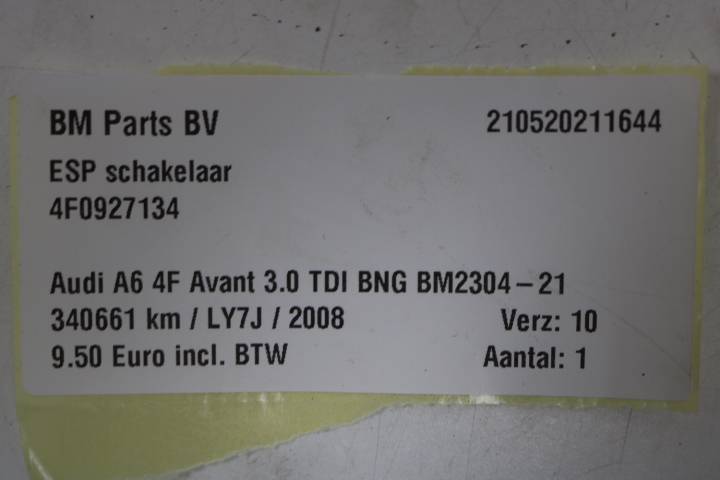 BM Parts BV 210520211644
ESP schakelaar
4F0927134
Audi A6 4F Avant 3.0 TDI BNG BM2304-21
340661 km / LY7J / 2008 Verz: 10
9.50 Euro incl. BTW Aantal: 1